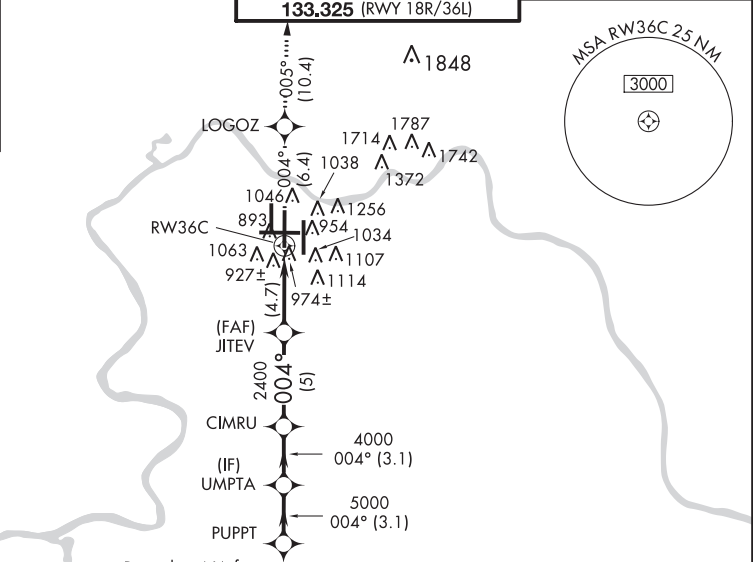 133.325 (RWY 18R/36L)
1848
MSA RW36C 25 NM
3000
005°
(10.4)
LOGOZ
004°
(6.4)
1714
1787
1742
1372
1038
1046
1256
893
954
RW36C
1034
1063
1107
927±
1114
974±
(4.7)
(FAF)
JITEV
2400
004°
(5)
CIMRU
4000
004° (3.1)
(IF)
UMPTA
5000
004° (3.1)
PUPPT